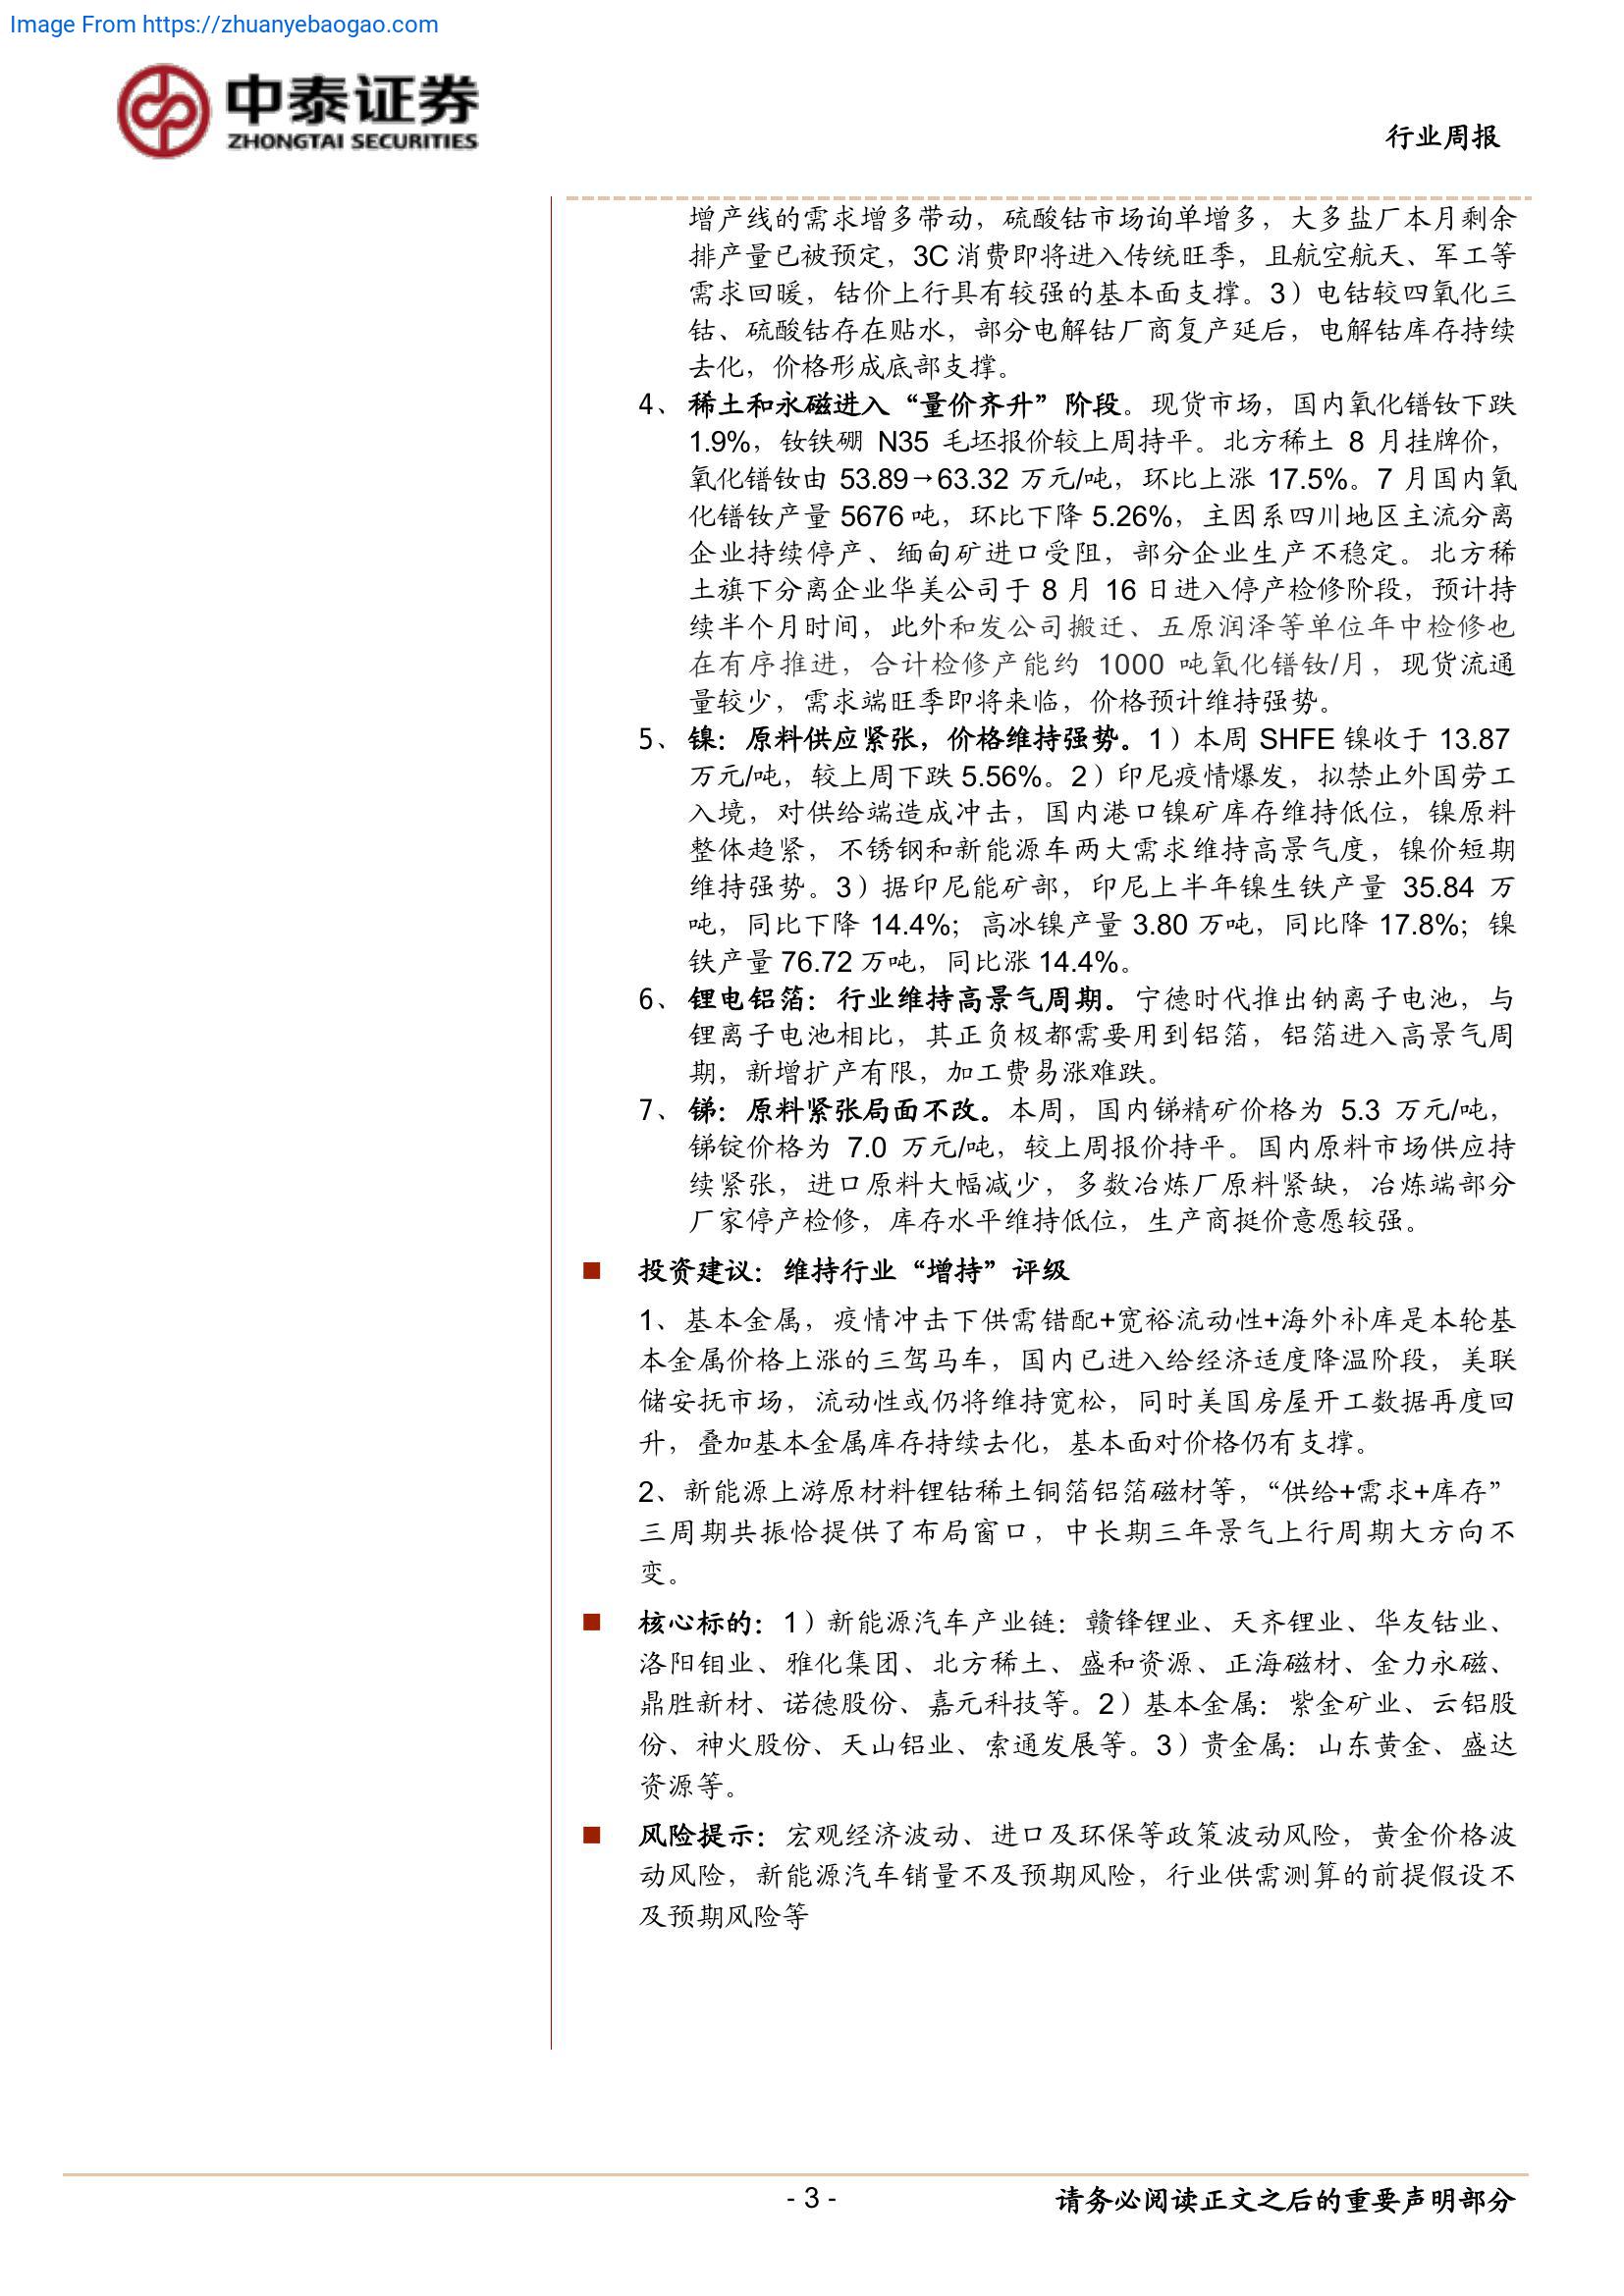 Image From https://zhuanyebaogao.com
中泰证券
ZHONGTAI SECURITIES
行业周报
增产线的需求增多带动，硫酸钴市场询单增多，大多盐厂本月剩余
排产量已被预定，3C 消费即将进入传统旺季，且航空航天、军工等
需求回暖，钴价上行具有较强的基本面支撑。3）电钴较四氧化三
钴、硫酸钴存在贴水，部分电解钴厂商复产延后，电解钴库存持续
去化，价格形成底部支撑。
4、稀土和永磁进入“量价齐升”阶段。现货市场，国内氧化镨钕下跌
1.9%，钕铁硼 N35 毛坯报价较上周持平。北方稀土 8 月挂牌价，
氧化镨钕由 53.89→63.32 万元/吨，环比上涨 17.5%。7 月国内氧
化镨钕产量 5676 吨，环比下降 5.26%，主因系四川地区主流分离
企业持续停产、缅甸矿进口受阻，部分企业生产不稳定。北方稀
土旗下分离企业华美公司于 8 月 16 日进入停产检修阶段，预计持
续半个月时间，此外和发公司搬迁、五原润泽等单位年中检修也
在有序推进，合计检修产能约 1000 吨氧化镨钕/月，现货流通
量较少，需求端旺季即将来临，价格预计维持强势。
5、镍：原料供应紧张，价格维持强势。1）本周 SHFE 镍收于 13.87
万元/吨，较上周下跌 5.56%。2）印尼疫情爆发，拟禁止外国劳工
入境，对供给端造成冲击，国内港口镍矿库存维持低位，镍原料
整体趋紧，不锈钢和新能源车两大需求维持高景气度，镍价短期
维持强势。3）据印尼能矿部，印尼上半年镍生铁产量 35.84 万
吨，同比下降 14.4%；高冰镍产量 3.80 万吨，同比降 17.8%；镍
铁产量 76.72 万吨，同比涨 14.4%。
6、锂电铝箔：行业维持高景气周期。宁德时代推出钠离子电池，与
锂离子电池相比，其正负极都需要用到铝箔，铝箔进入高景气周
期，新增扩产有限，加工费易涨难跌。
7、锑：原料紧张局面不改。本周，国内锑精矿价格为 5.3 万元/吨，
锑锭价格为 7.0 万元/吨，较上周报价持平。国内原料市场供应持
续紧张，进口原料大幅减少，多数冶炼厂原料紧缺，冶炼端部分
厂家停产检修，库存水平维持低位，生产商挺价意愿较强。
■ 投资建议：维持行业“增持”评级
1、基本金属，疫情冲击下供需错配+宽裕流动性+海外补库是本轮基
本金属价格上涨的三驾马车，国内已进入给经济适度降温阶段，美联
储安抚市场，流动性或仍将维持宽松，同时美国房屋开工数据再度回
升，叠加基本金属库存持续去化，基本面对价格仍有支撑。
2、新能源上游原材料锂钴稀土铜箔铝箔磁材等，“供给+需求+库存”
三周期共振恰提供了布局窗口，中长期三年景气上行周期大方向不
变。
■ 核心标的：1）新能源汽车产业链：赣锋锂业、天齐锂业、华友钴业、
洛阳钼业、雅化集团、北方稀土、盛和资源、正海磁材、金力永磁、
鼎胜新材、诺德股份、嘉元科技等。2）基本金属：紫金矿业、云铝股
份、神火股份、天山铝业、索通发展等。3）贵金属：山东黄金、盛达
资源等。
■ 风险提示：宏观经济波动、进口及环保等政策波动风险，黄金价格波
动风险，新能源汽车销量不及预期风险，行业供需测算的前提假设不
及预期风险等
- 3 -
请务必阅读正文之后的重要声明部分